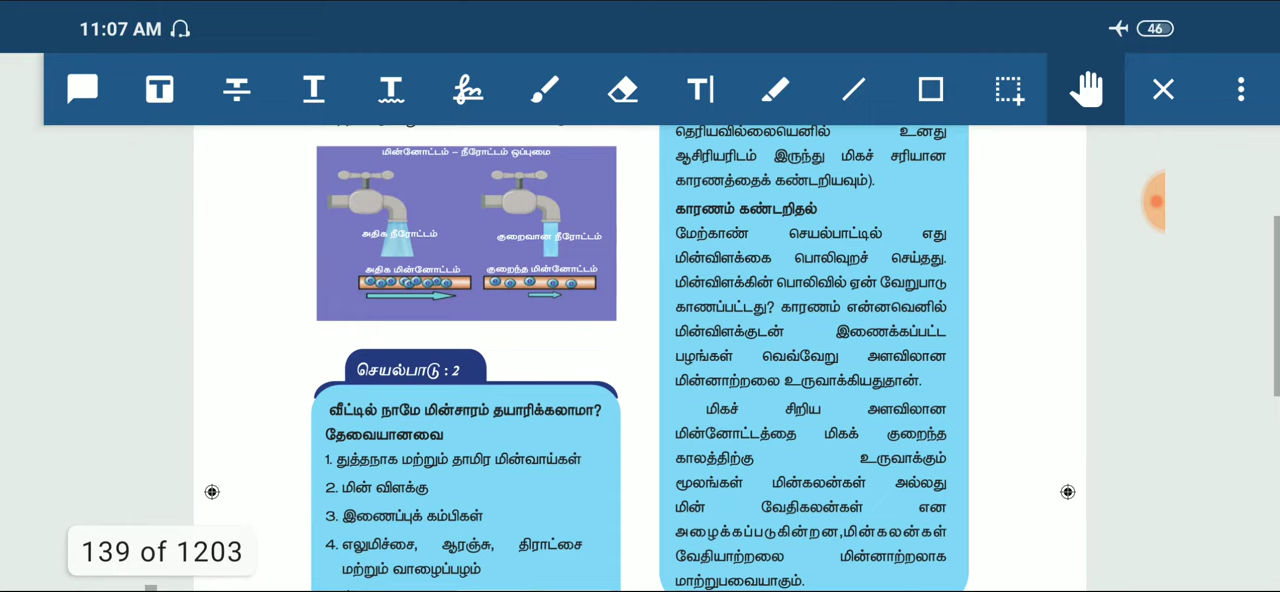 11:07 AM
46
மின்னோட்டம் – நீரோட்டம் ஒப்புமை
அதிக நீரோட்டம்
குறைவான நீரோட்டம்
அதிக மின்னோட்டம்
குறைந்த மின்னோட்டம்
செயல்பாடு : 2
வீட்டில் நாமே மின்சாரம் தயாரிக்கலாமா?
தேவையானவை
1. துத்தநாக மற்றும் தாமிர மின்வாய்கள்
2. மின் விளக்கு
3. இணைப்புக் கம்பிகள்
4. எலுமிச்சை, ஆரஞ்சு, திராட்சை
மற்றும் வாழைப்பழம்
தெரியவில்லையெனில் உனது
ஆசிரியரிடம் இருந்து மிகச் சரியான
காரணத்தைக் கண்டறியவும்).
காரணம் கண்டறிதல்
மேற்காண் செயல்பாட்டில் எது
மின்விளக்கை பொலிவுறச் செய்தது.
மின்விளக்கின் பொலிவில் ஏன் வேறுபாடு
காணப்பட்டது? காரணம் என்னவெனில்
மின்விளக்குடன் இணைக்கப்பட்ட
பழங்கள் வெவ்வேறு அளவிலான
மின்னாற்றலை உருவாக்கியதுதான்.
மிகச் சிறிய அளவிலான
மின்னோட்டத்தை மிகக் குறைந்த
காலத்திற்கு உருவாக்கும்
மூலங்கள் மின்கலன்கள் அல்லது
மின் வேதிகலன்கள் என
அழைக்கப்படுகின்றன,மின்கலன்கள்
வேதியாற்றலை மின்னாற்றலாக
மாற்றுபவையாகும்.
139 of 1203